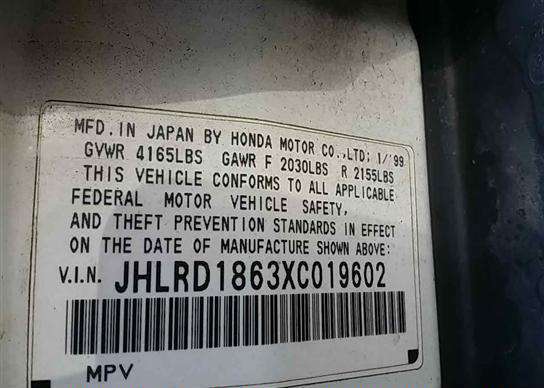 MFD. IN JAPAN BY HONDA MOTOR CO., LTD; 1/'99
GVWR 4165LBS GAWR F 2030LBS R 2155LBS
THIS VEHICLE CONFORMS TO ALL APPLICABLE
FEDERAL MOTOR VEHICLE SAFETY,
AND THEFT PREVENTION STANDARDS IN EFFECT
ON THE DATE OF MANUFACTURE SHOWN ABOVE:
V.I.N. JHLRD1863XC019602
MPV